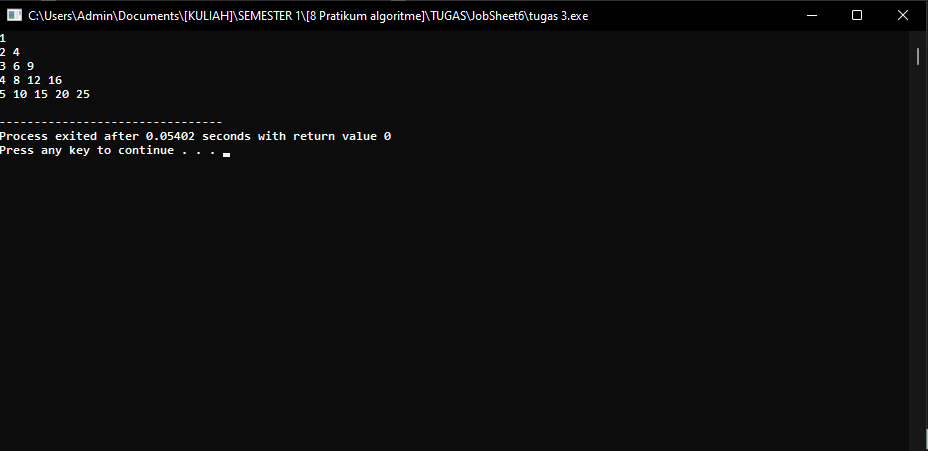 C:\Users\Admin\Documents\[KULIAH]\SEMESTER 1\[8 Pratikum algoritme]\TUGAS\JobSheet6\tugas 3.exe
1
2 4
3 6 9
4 8 12 16
5 10 15 20 25
--------------------------------
Process exited after 0.05402 seconds with return value 0
Press any key to continue . . .